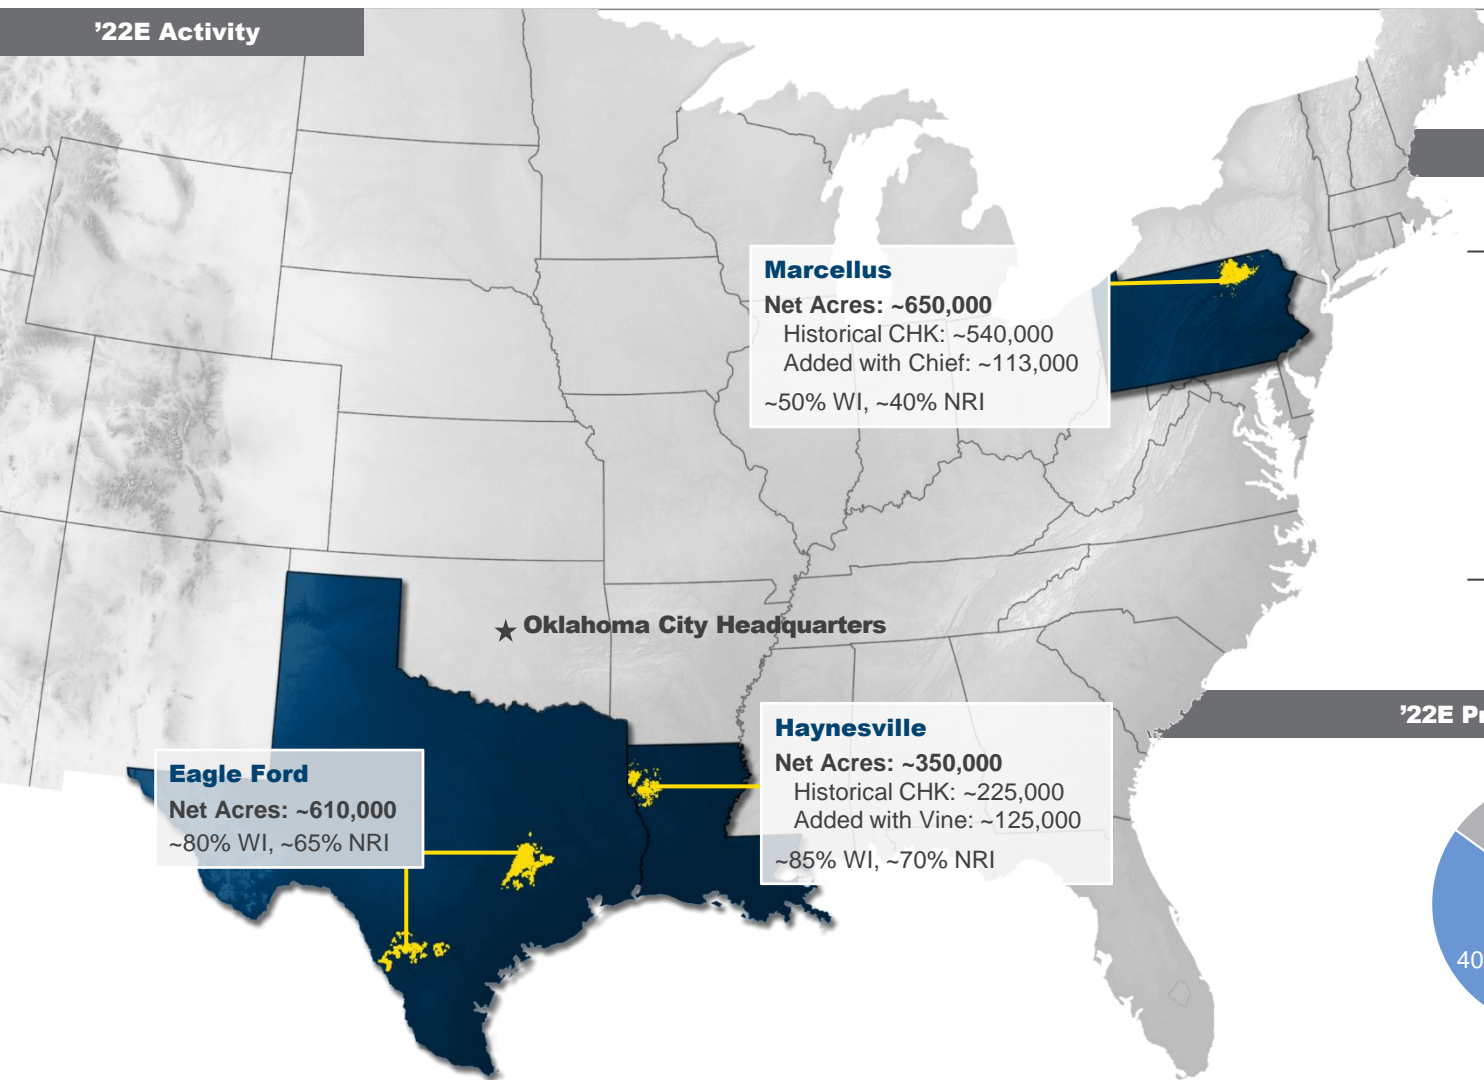 ’22E Activity
Marcellus
Net Acres: ~650,000
Historical CHK: ~540,000
Added with Chief: ~113,000
~50% WI, ~40% NRI
★ Oklahoma City Headquarters
Haynesville
Net Acres: ~350,000
Historical CHK: ~225,000
Added with Vine: ~125,000
~85% WI, ~70% NRI
’22E
Eagle Ford
Net Acres: ~610,000
~80% WI, ~65% NRI
40